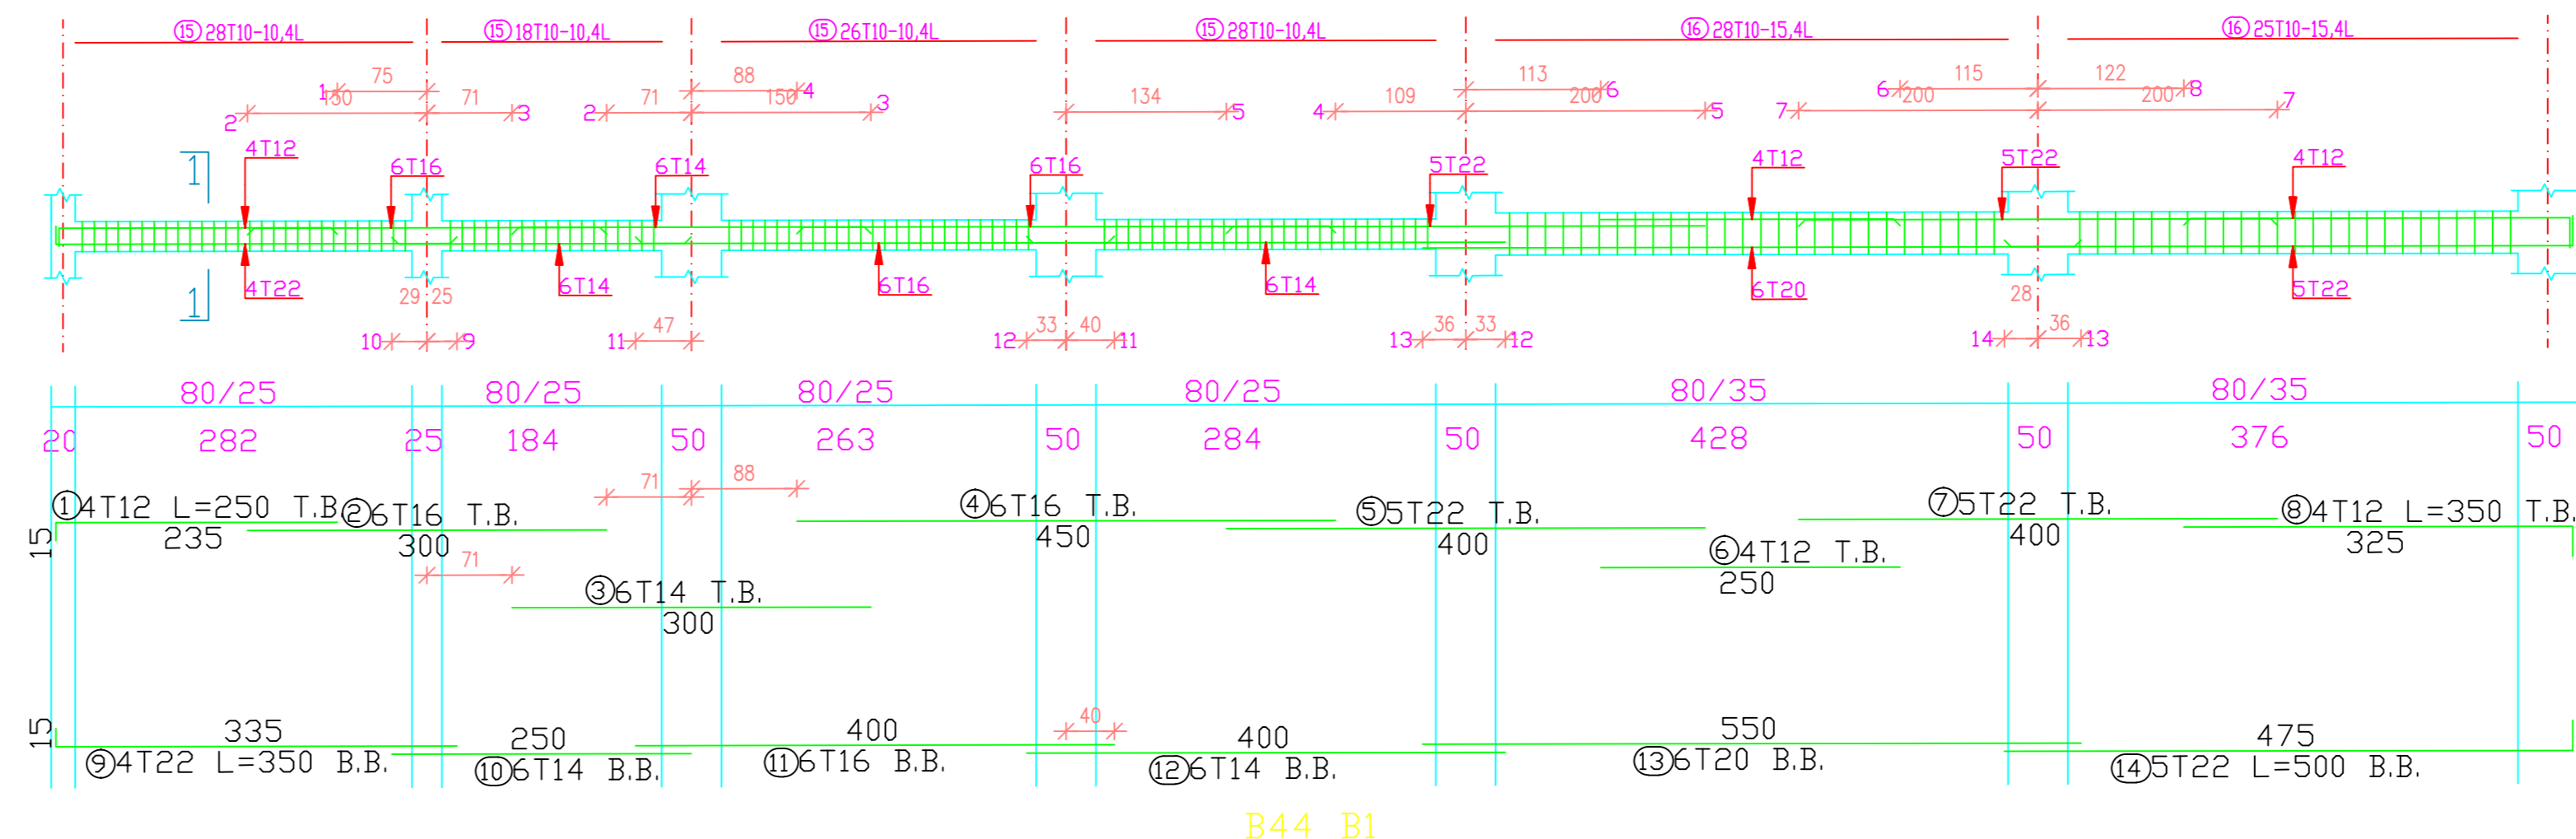 ⑮28T10-10,4L ⑮18T10-10,4L ⑮26T10-10,4L ⑮28T10-10,4L ⑯28T10-15,4L ⑯25T10-15,4L
1 75 88 4 113 6 6 115 122 8
2 150 71 3 2 71 150 3 134 5 4 109 200 5 7 200 200 7
1 4T12 6T16 6T14 6T16 5T22 4T12 5T22 4T12
1 4T22 29 25 6T14 6T16 6T14 6T20 28 5T22
10 9 11 47 12 33 40 11 13 36 33 12 14 36 13
80/25 80/25 80/25 80/25 80/35 80/35
20 282 25 184 50 263 50 284 50 428 50 376 50
71 88
①4T12 L=250 T.B. ②6T16 T.B. ④6T16 T.B. ⑤5T22 T.B. ⑦5T22 T.B. ⑧4T12 L=350 T.B.
15 235 300 450 400 400 325
71 ⑥4T12 T.B.
250
③6T14 T.B.
300
40
15 335 250 400 400 550 475
⑨4T22 L=350 B.B. ⑩6T14 B.B. ⑪6T16 B.B. ⑫6T14 B.B. ⑬6T20 B.B. ⑭5T22 L=500 B.B.
B44 B1